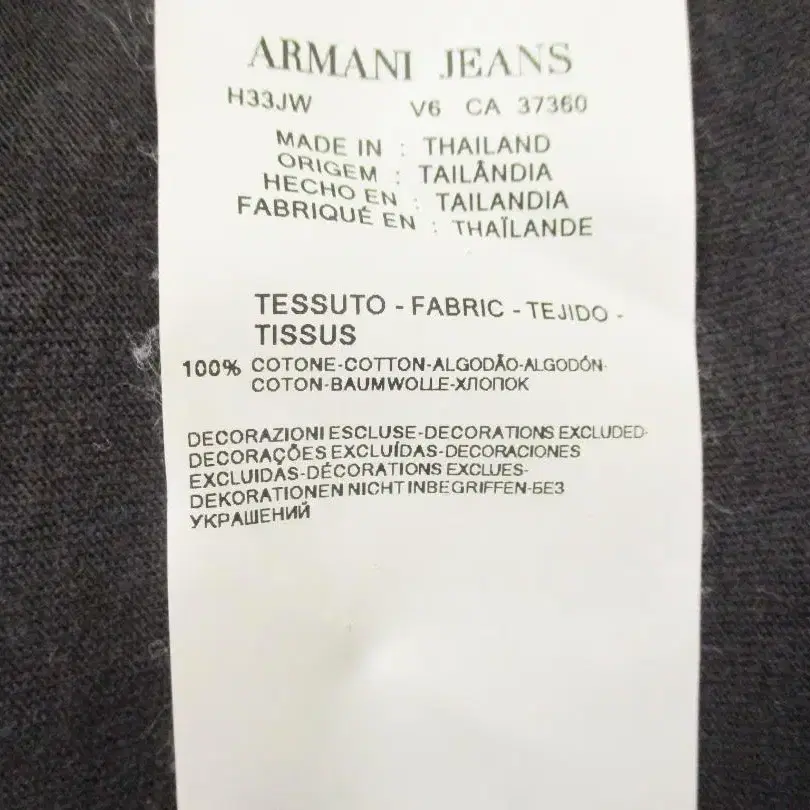 ARMANI JEANS
H33JW V6 CA 37360
MADE IN : THAILAND
ORIGEM : TAILÂNDIA
HECHO EN : TAILANDIA
FABRIQUÉ EN : THAÏLANDE
TESSUTO - FABRIC - TEJIDO -
TISSUS
100% COTONE-COTTON-ALGODÃO-ALGODÓN-
COTON-BAUMWOLLE-ХЛОПОК
DECORAZIONI ESCLUSE-DECORATIONS EXCLUDED-
DECORAÇÕES EXCLUÍDAS-DECORACIONES
EXCLUIDAS-DÉCORATIONS EXCLUES-
DEKORATIONEN NICHT INBEGRIFFEN-БЕЗ
УКРАШЕНИЙ